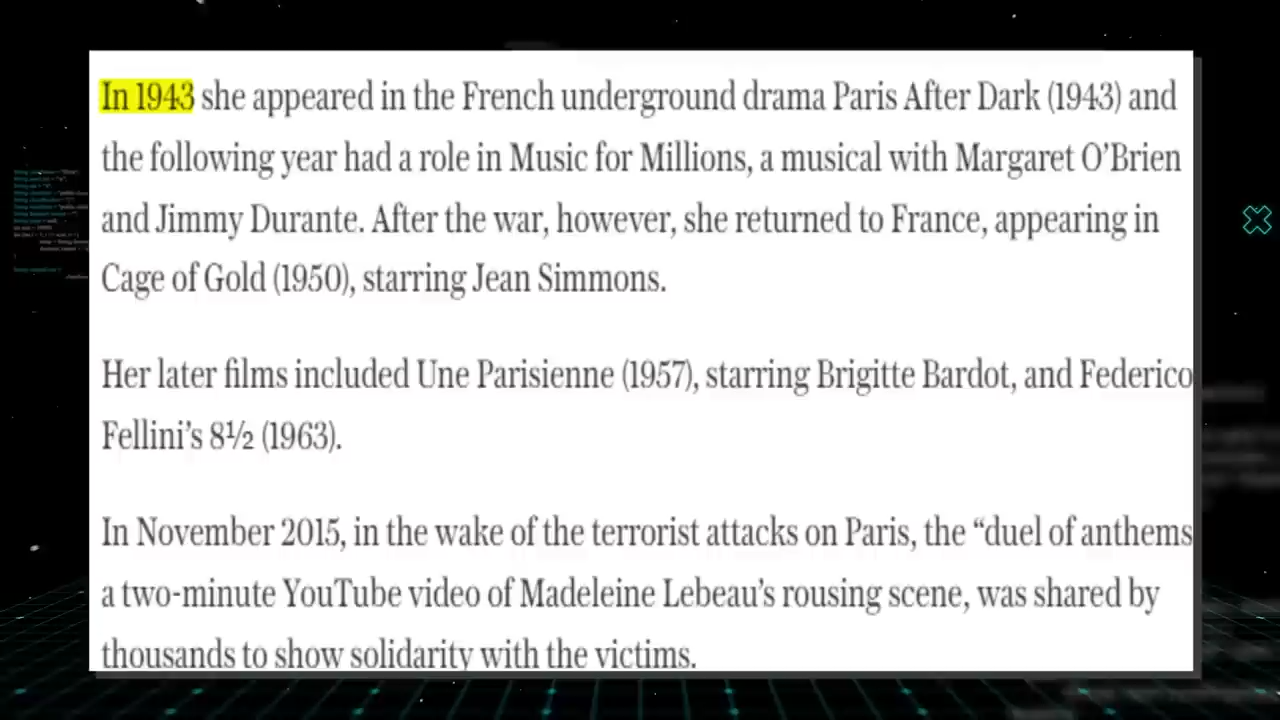 In 1943 she appeared in the French underground drama Paris After Dark (1943) and
the following year had a role in Music for Millions, a musical with Margaret O’Brien
and Jimmy Durante. After the war, however, she returned to France, appearing in
Cage of Gold (1950), starring Jean Simmons.
Her later films included Une Parisienne (1957), starring Brigitte Bardot, and Federico
Fellini’s 8½ (1963).
In November 2015, in the wake of the terrorist attacks on Paris, the “duel of anthems
a two-minute YouTube video of Madeleine Lebeau’s rousing scene, was shared by
thousands to show solidarity with the victims.